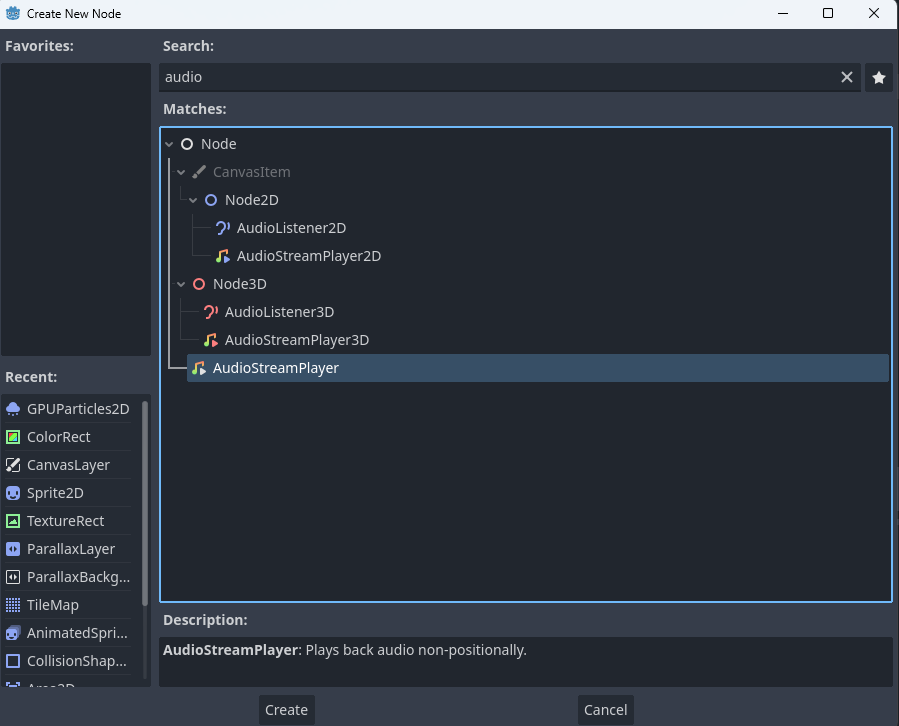 Create New Node
Favorites:
Search:
audio
Matches:
Node
CanvasItem
Node2D
AudioListener2D
AudioStreamPlayer2D
Node3D
AudioListener3D
AudioStreamPlayer3D
AudioStreamPlayer
Recent:
GPUParticles2D
ColorRect
CanvasLayer
Sprite2D
TextureRect
ParallaxLayer
ParallaxBackg...
TileMap
AnimatedSpri...
CollisionShap...
Area2D
Description:
AudioStreamPlayer: Plays back audio non-positionally.
Create
Cancel